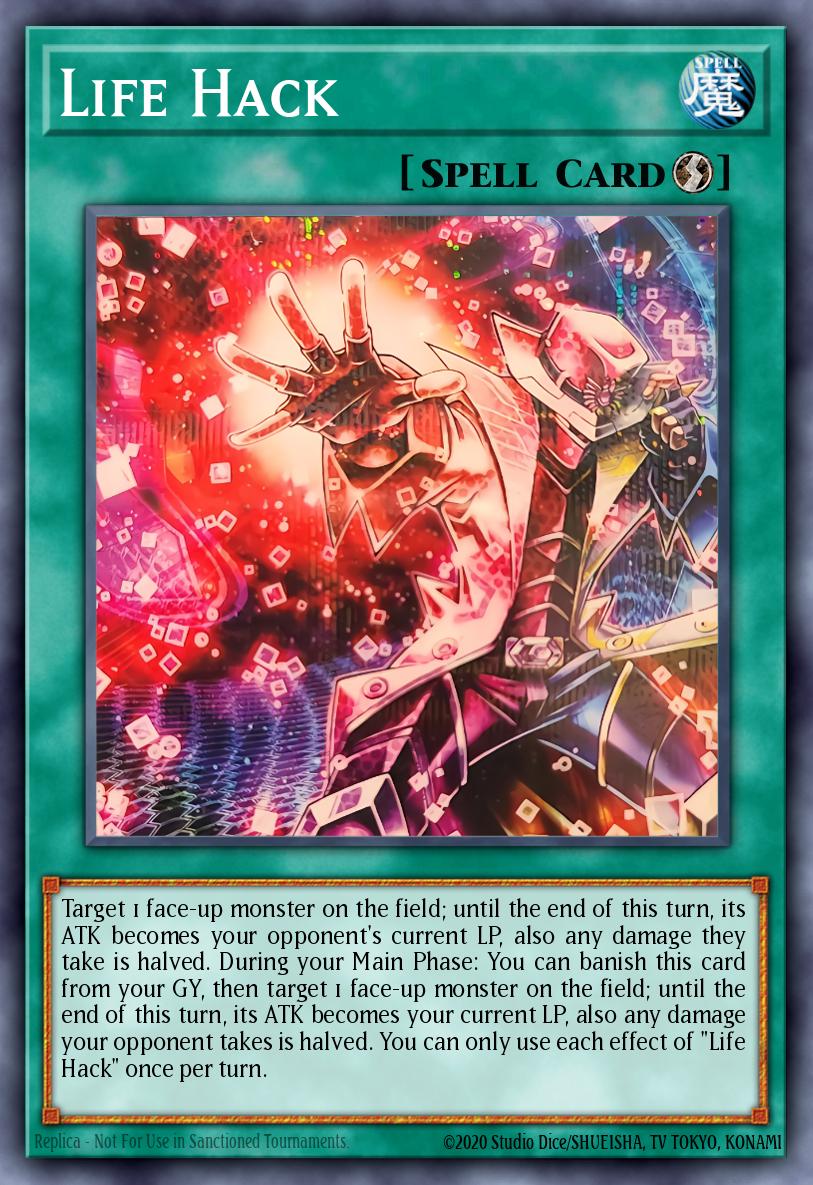 Life Hack
SPELL
魔
[Spell Card]
Target 1 face-up monster on the field; until the end of this turn, its
ATK becomes your opponent's current LP, also any damage they
take is halved. During your Main Phase: You can banish this card
from your GY, then target 1 face-up monster on the field; until the
end of this turn, its ATK becomes your current LP, also any damage
your opponent takes is halved. You can only use each effect of "Life
Hack" once per turn.
Replica - Not For Use in Sanctioned Tournaments.
©2020 Studio Dice/SHUEISHA, TV TOKYO, KONAMI